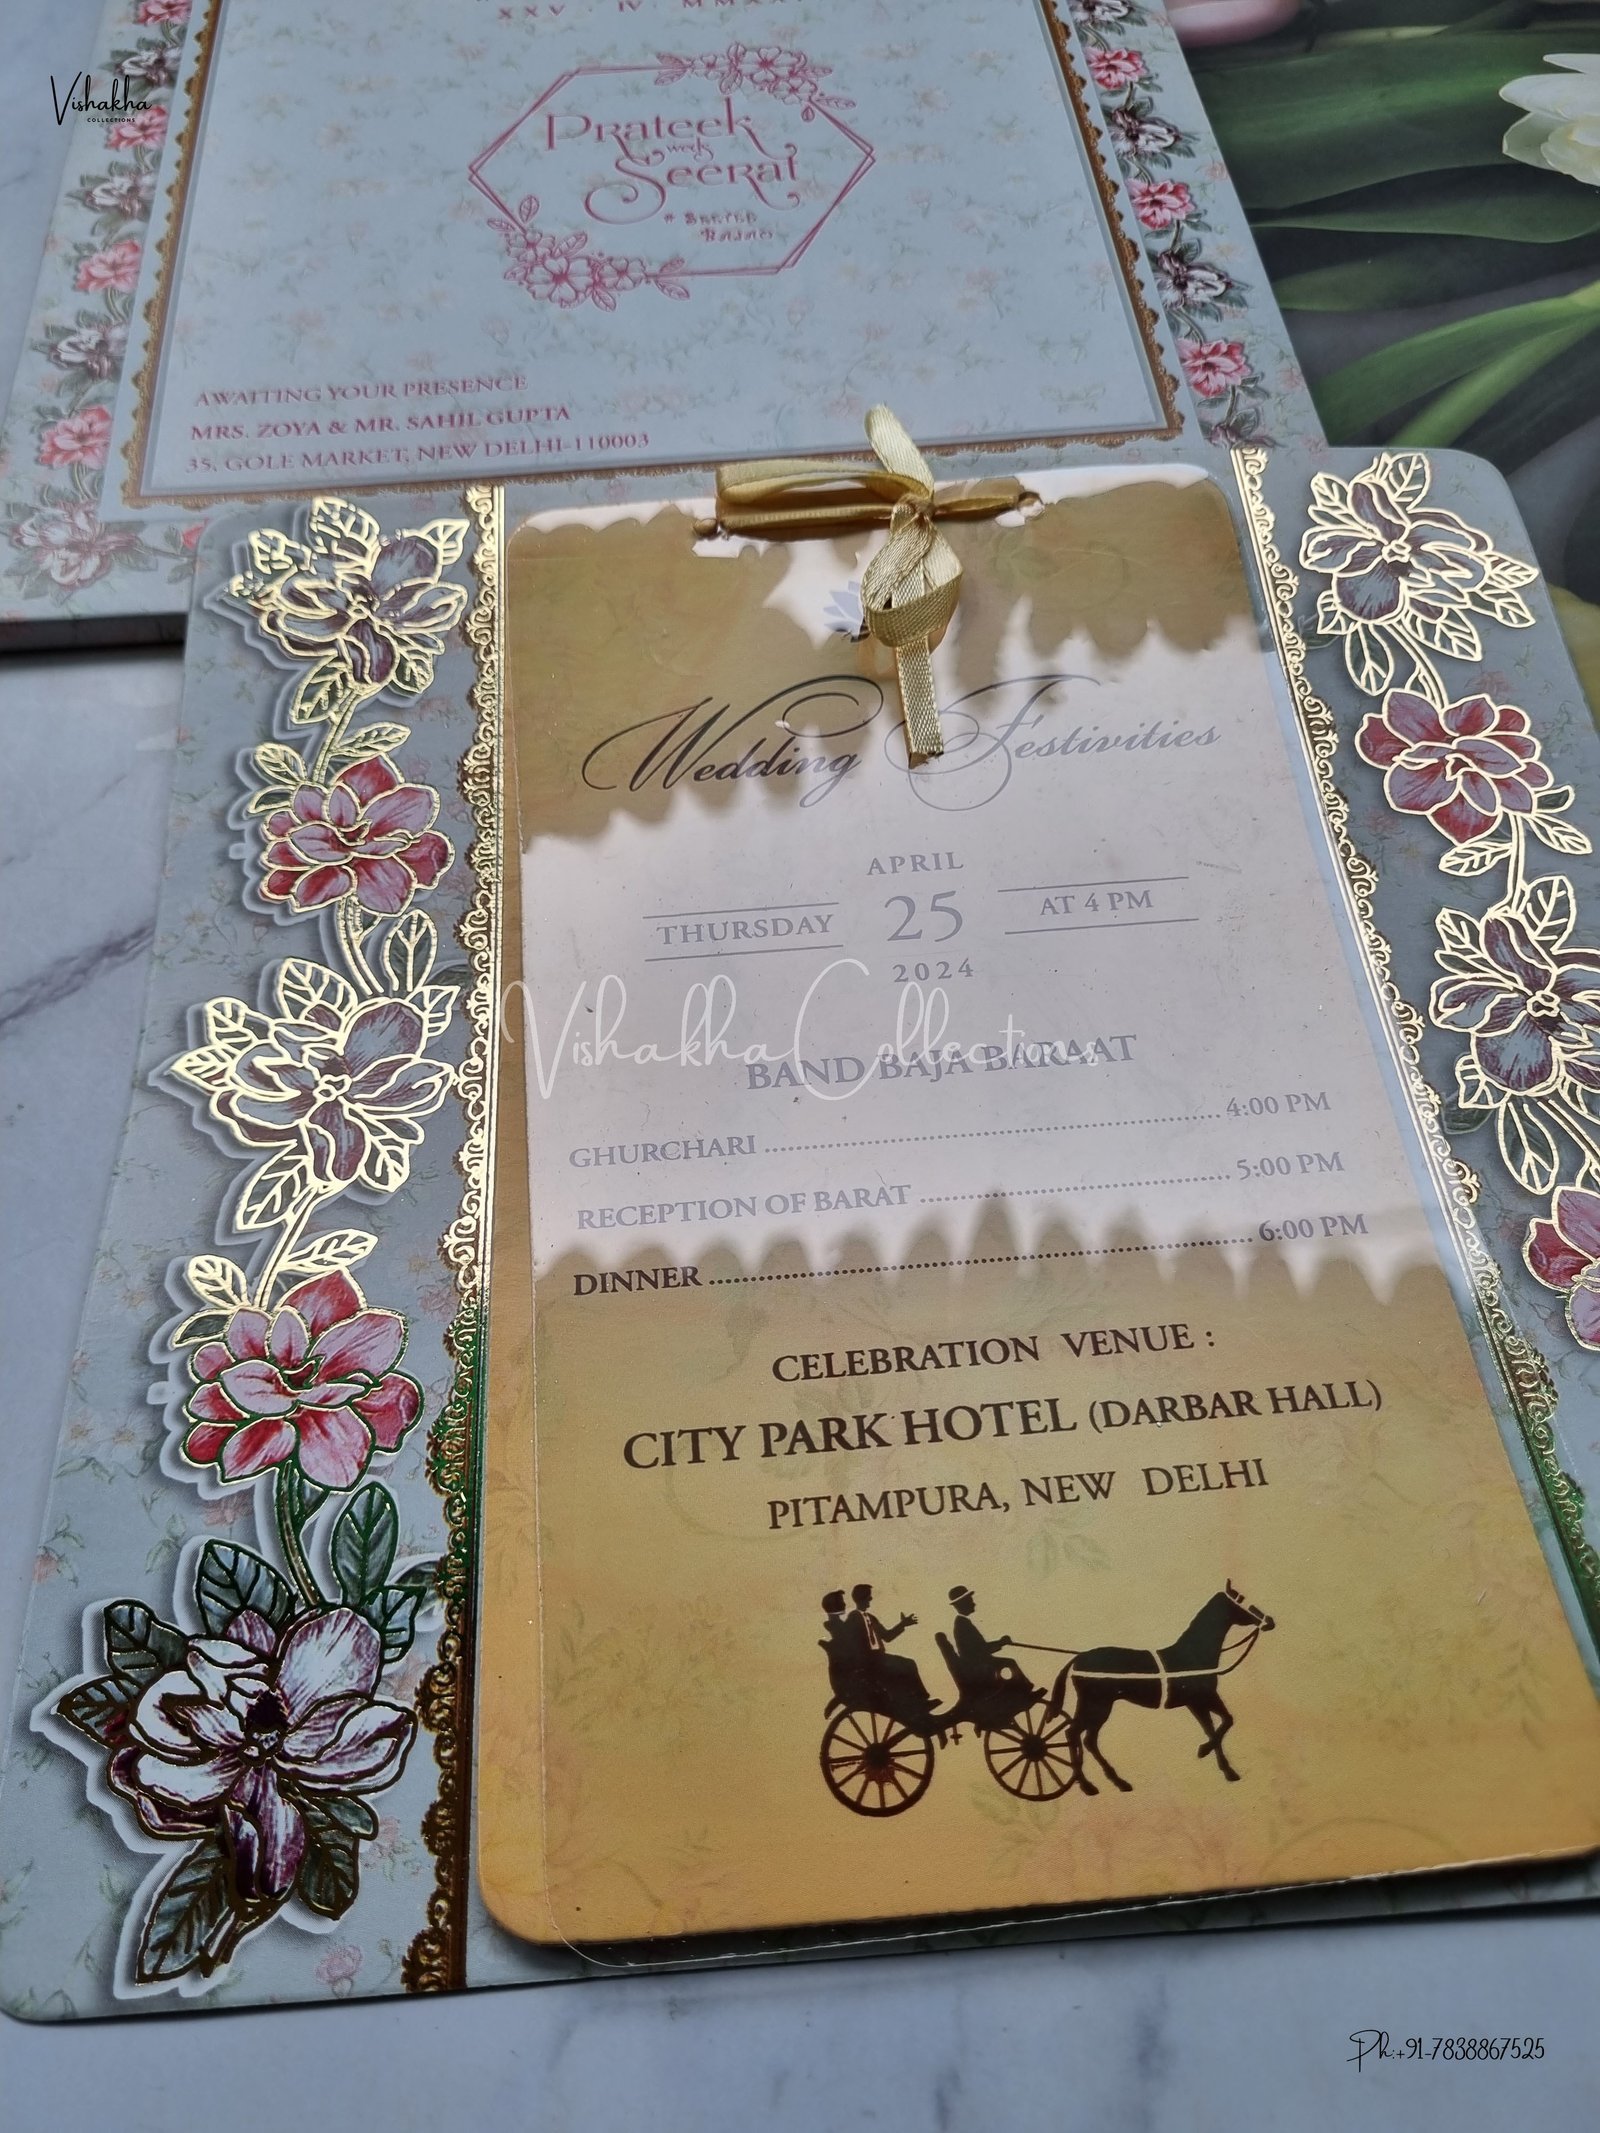 Vishakha
COLLECTIONS
PRateek
weds
SeeRat
AWAITING YOUR PRESENCE
MRS. ZOYA & MR. SAHIL GUPTA
35, GOLE MARKET, NEW DELHI-110003
Wedding Festivities
APRIL
THURSDAY 25 AT 4 PM
2024
Vishakha Collections
BAND BAJA BARAAT
GHURCHARI ........ 4:00 PM
RECEPTION OF BARAT ........ 5:00 PM
DINNER ........ 6:00 PM
CELEBRATION VENUE :
CITY PARK HOTEL (DARBAR HALL)
PITAMPURA, NEW DELHI
Ph:+91-7838867525